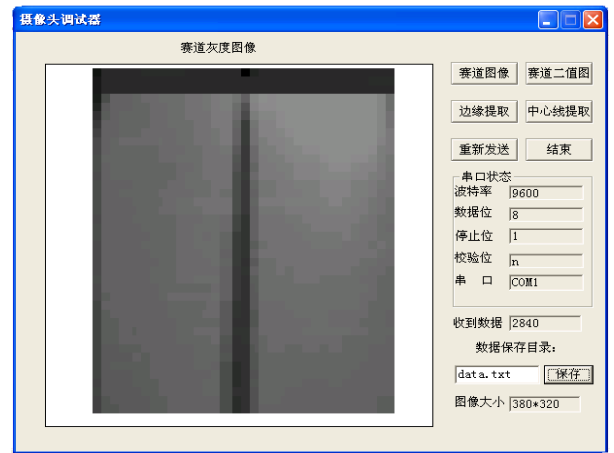 摄像头调试器
赛道灰度图像
赛道图像 赛道二值图
边缘提取 中心线提取
重新发送 结束
串口状态
波特率 9600
数据位 8
停止位 1
校验位 n
串 口 COM1
收到数据 2840
数据保存目录:
data.txt 保存
图像大小 380*320